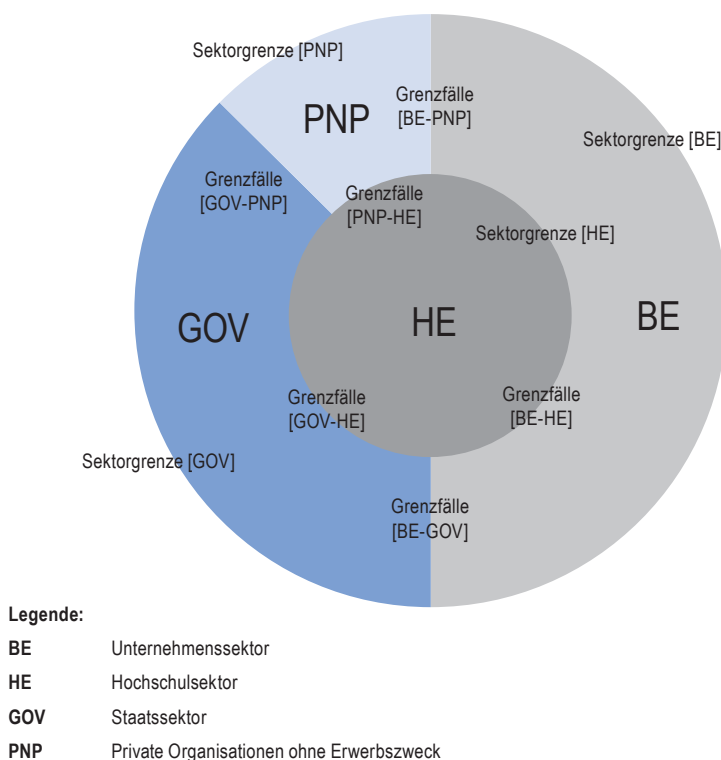 Sektorgrenze [PNP]
PNP
Grenzfälle
[BE-PNP]
Sektorgrenze [BE]
Grenzfälle
[GOV-PNP]
Grenzfälle
[PNP-HE]
Sektorgrenze [HE]
GOV
HE
BE
Grenzfälle
[GOV-HE]
Grenzfälle
[BE-HE]
Sektorgrenze [GOV]
Grenzfälle
[BE-GOV]
Legende:
BE Unternehmenssektor
HE Hochschulsektor
GOV Staatssektor
PNP Private Organisationen ohne Erwerbszweck